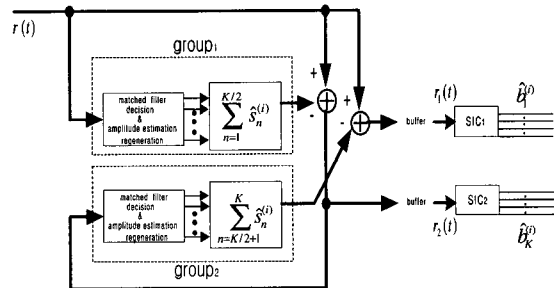 r(t)
group₁
matched filter
decision
&
amplitude estimation
regeneration
K/2
∑ ŝₙ⁽ⁱ⁾
n=1
+
-
+
-
buffer
r₁(t)
SIC₁
b̂₁⁽ⁱ⁾
matched filter
decision
&
amplitude estimation
regeneration
K
∑ ŝₙ⁽ⁱ⁾
n=K/2+1
group₂
buffer
r₂(t)
SIC₂
b̂_K⁽ⁱ⁾